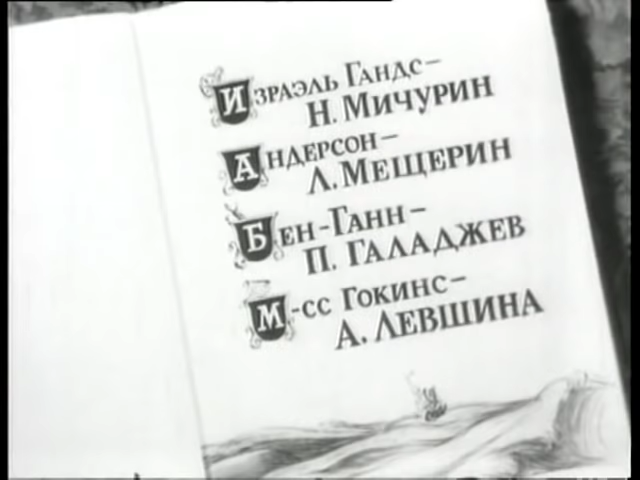 Израэль Гандс–
Н. Мичурин
Андерсон–
Л. Мещерин
Бен-Ганн–
П. Галаджев
М-сс Гокинс–
А. Левшина